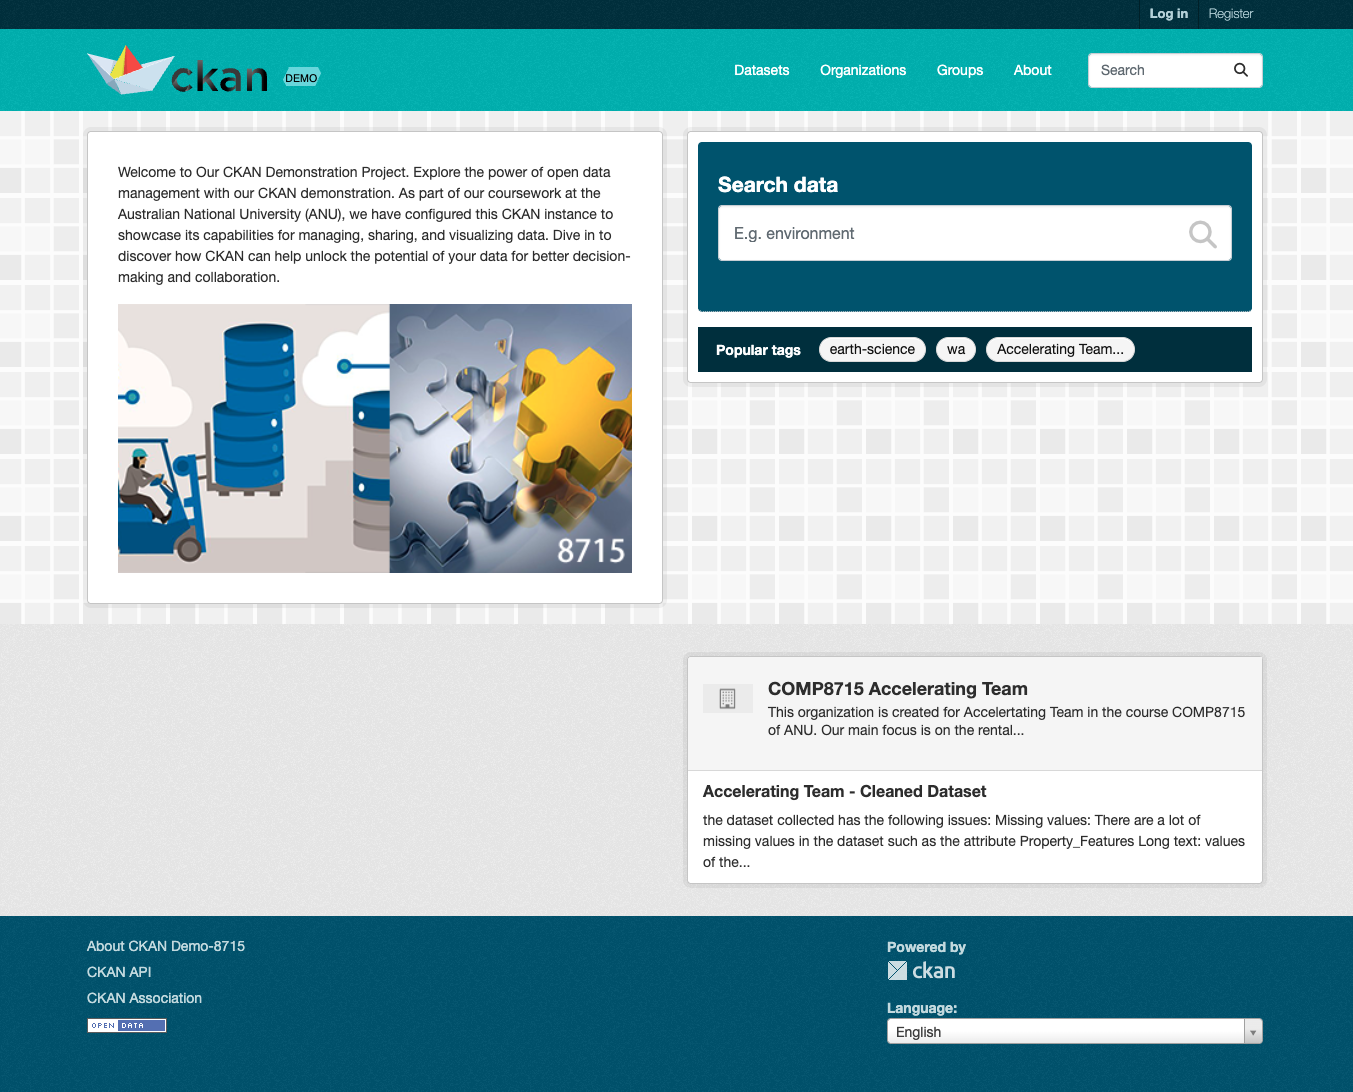 Log in
Register
ckan
DEMO
Datasets
Organizations
Groups
About
Search
Welcome to Our CKAN Demonstration Project. Explore the power of open data
management with our CKAN demonstration. As part of our coursework at the
Australian National University (ANU), we have configured this CKAN instance to
showcase its capabilities for managing, sharing, and visualizing data. Dive in to
discover how CKAN can help unlock the potential of your data for better decision-
making and collaboration.
8715
Search data
E.g. environment
Popular tags
earth-science
wa
Accelerating Team...
COMP8715 Accelerating Team
This organization is created for Accelertating Team in the course COMP8715
of ANU. Our main focus is on the rental...
Accelerating Team - Cleaned Dataset
the dataset collected has the following issues: Missing values: There are a lot of
missing values in the dataset such as the attribute Property_Features Long text: values
of the...
About CKAN Demo-8715
CKAN API
CKAN Association
OPEN DATA
Powered by
ckan
Language:
English